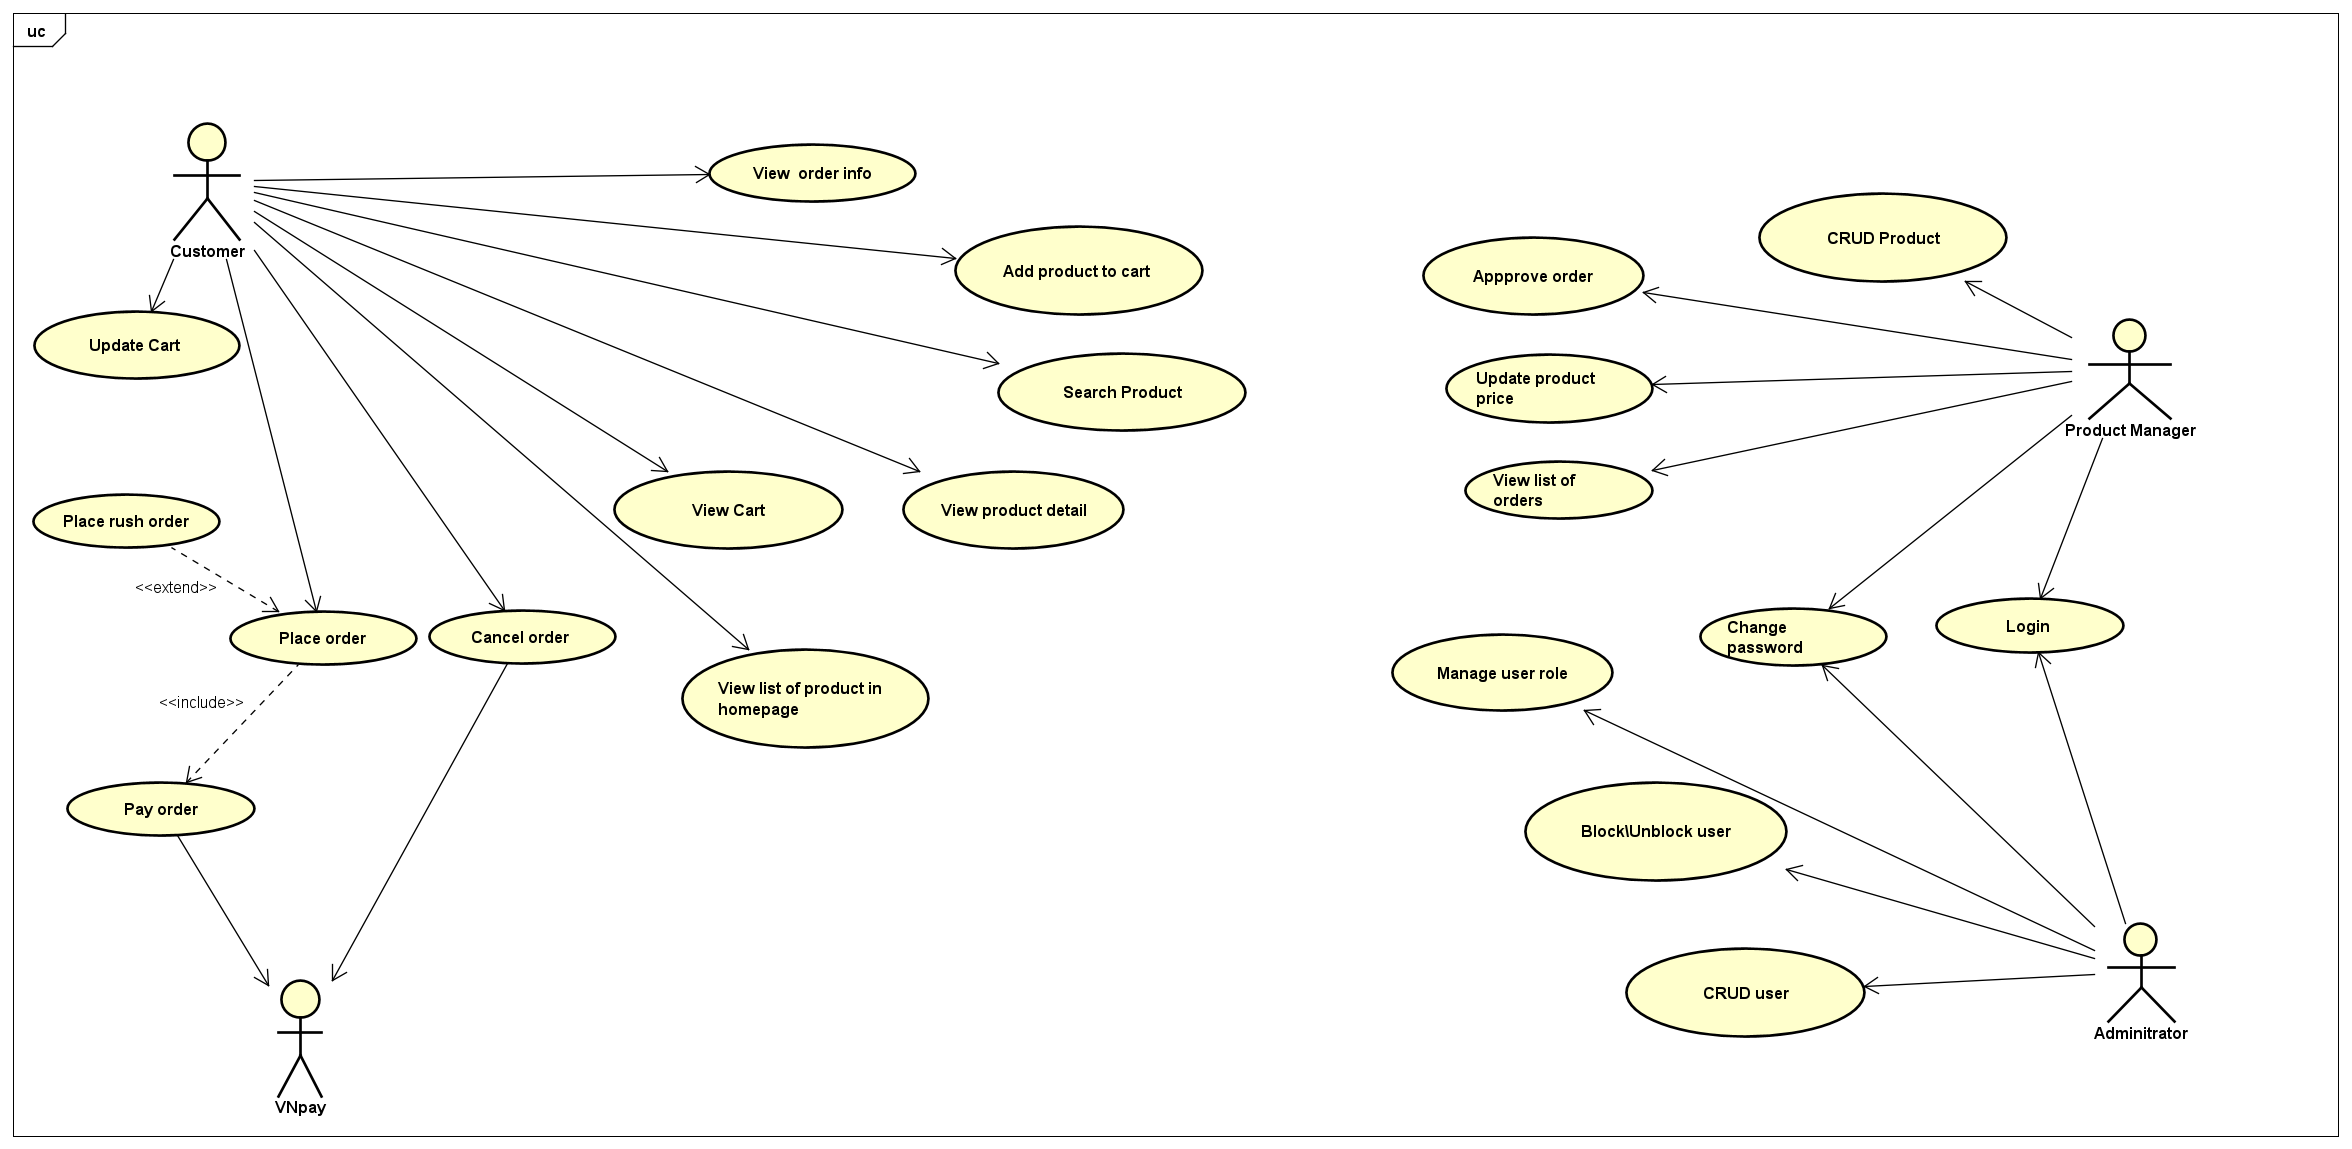 uc
View  order info
CRUD Product
Customer
Add product to cart
Appprove order
Update Cart
Search Product
Update product
price
Product Manager
View list of
orders
Place rush order
View Cart
View product detail
<<extend>>
Place order
Cancel order
Change
password
Login
Manage user role
View list of product in
homepage
<<include>>
Pay order
Block\Unblock user
CRUD user
Adminitrator
VNpay